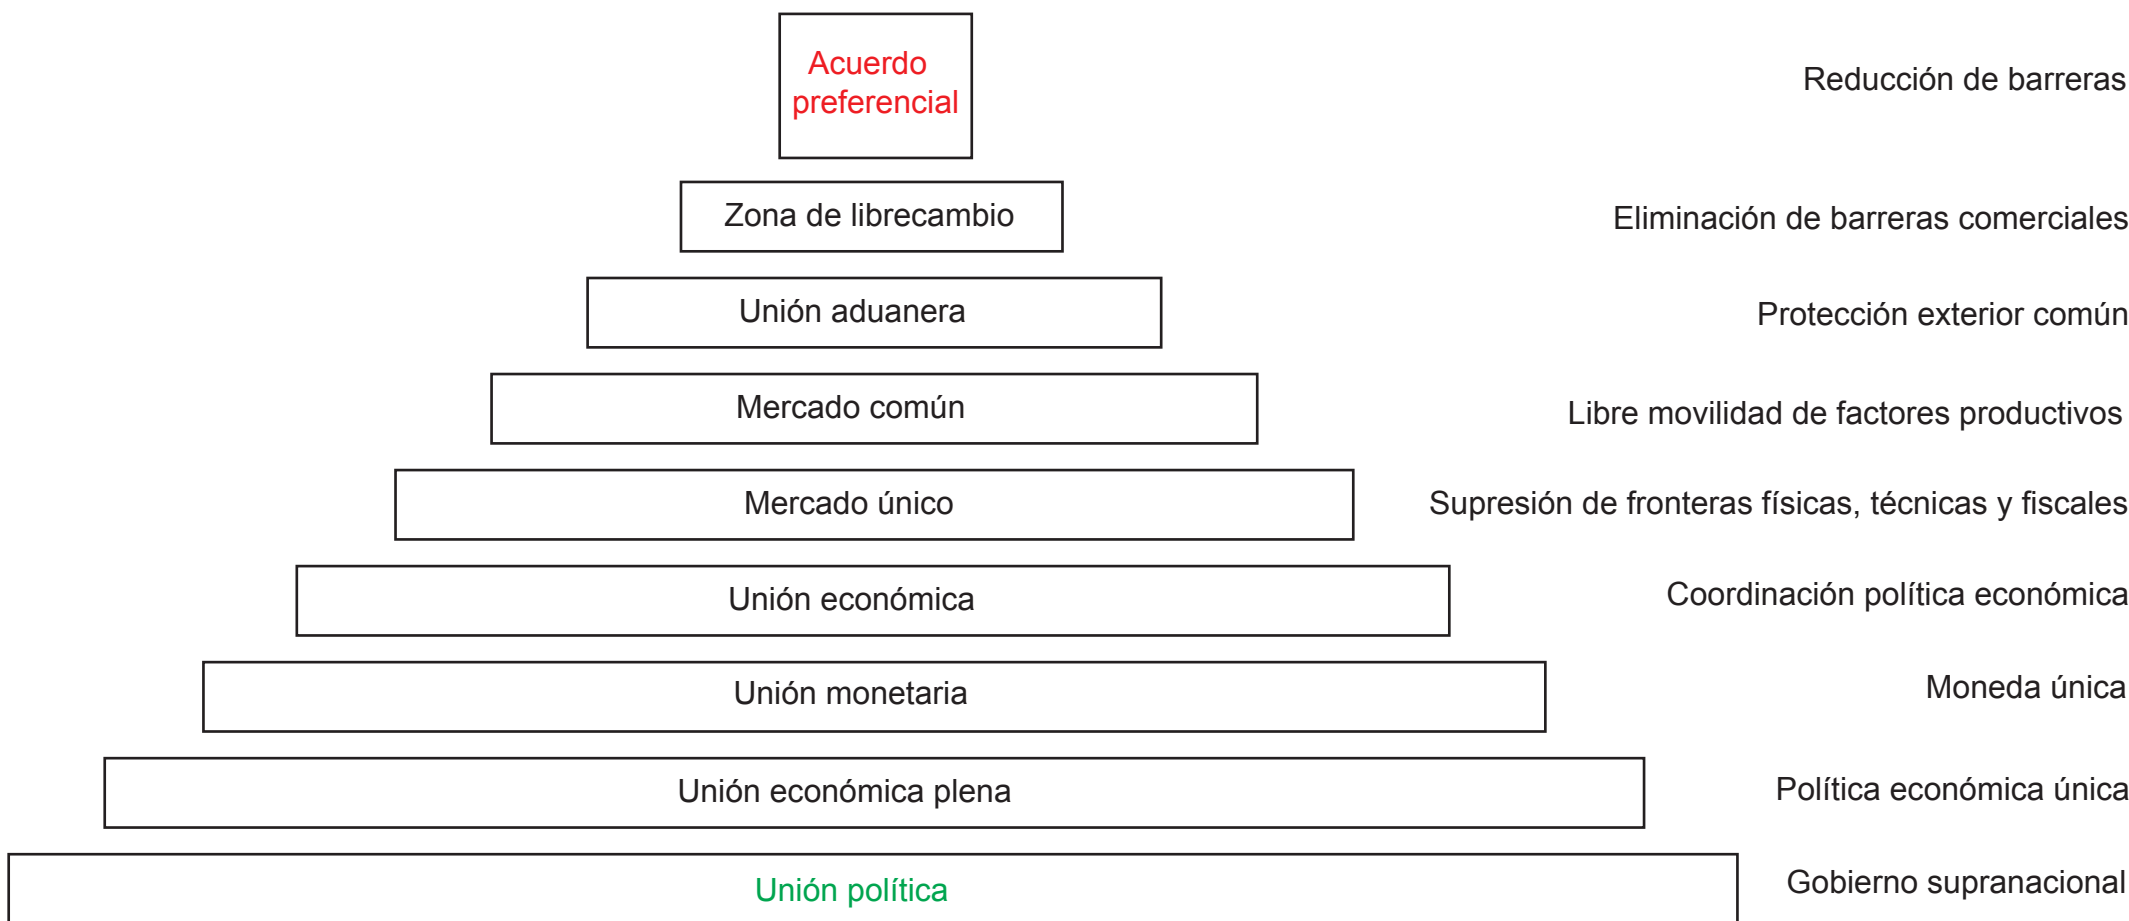 Acuerdo
preferencial
Reducción de barreras
Zona de librecambio
Eliminación de barreras comerciales
Unión aduanera
Protección exterior común
Mercado común
Libre movilidad de factores productivos
Mercado único
Supresión de fronteras físicas, técnicas y fiscales
Unión económica
Coordinación política económica
Unión monetaria
Moneda única
Unión económica plena
Política económica única
Unión política
Gobierno supranacional